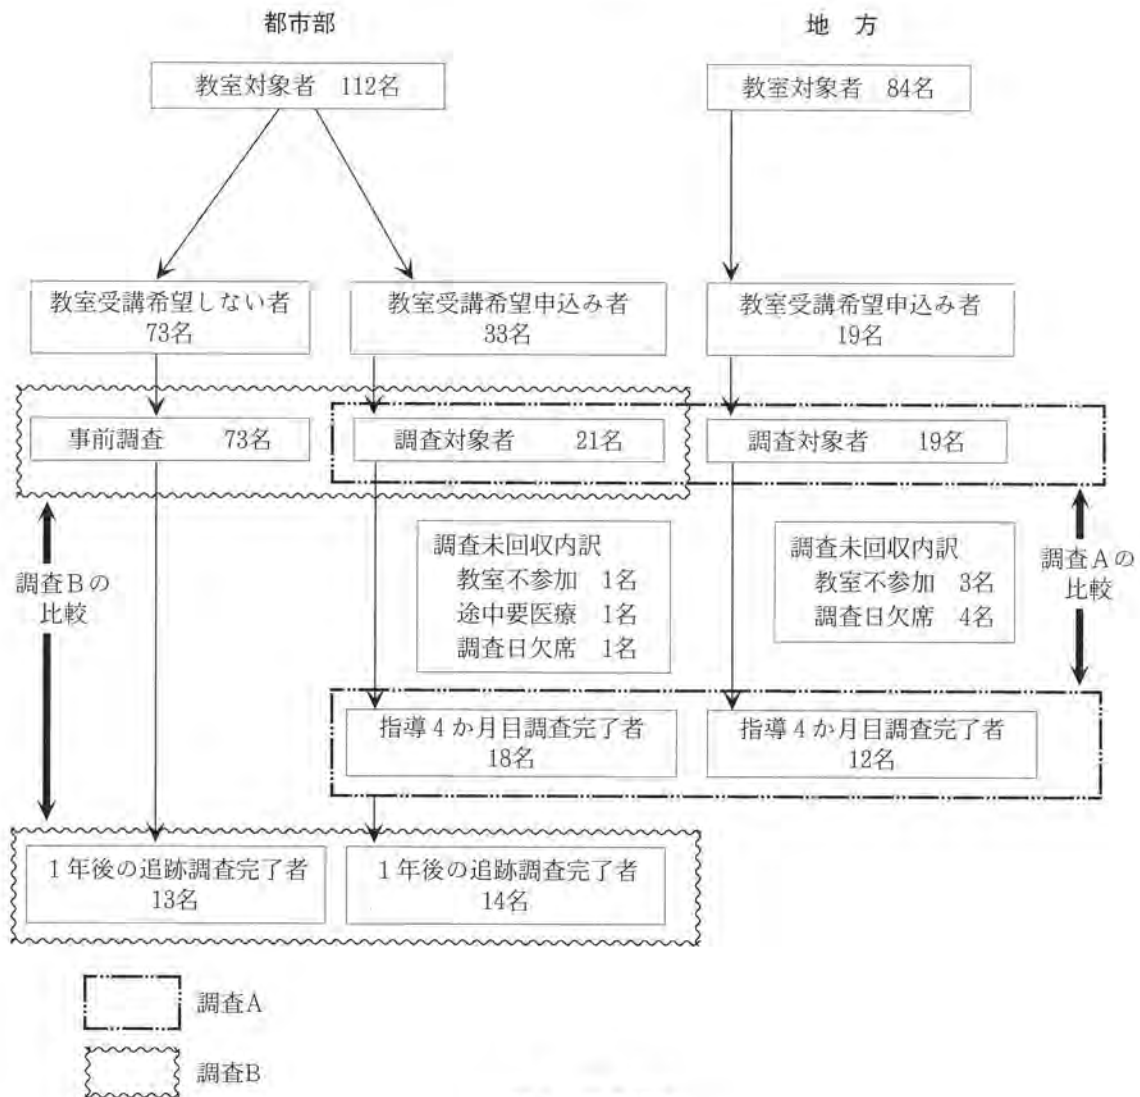 都市部
地 方
教室対象者 112名
教室対象者 84名
教室受講希望しない者
73名
教室受講希望申込み者
33名
教室受講希望申込み者
19名
事前調査 73名
調査対象者 21名
調査対象者 19名
調査未回収内訳
教室不参加 1名
途中要医療 1名
調査日欠席 1名
調査未回収内訳
教室不参加 3名
調査日欠席 4名
調査Bの
比較
調査Aの
比較
指導4か月目調査完了者
18名
指導4か月目調査完了者
12名
1年後の追跡調査完了者
13名
1年後の追跡調査完了者
14名
調査A
調査B